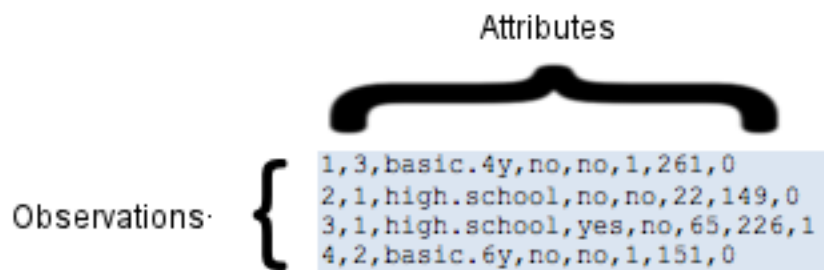 Attributes
1,3,basic.4y,no,no,1,261,0
2,1,high.school,no,no,22,149,0
3,1,high.school,yes,no,65,226,1
4,2,basic.6y,no,no,1,151,0
Observations